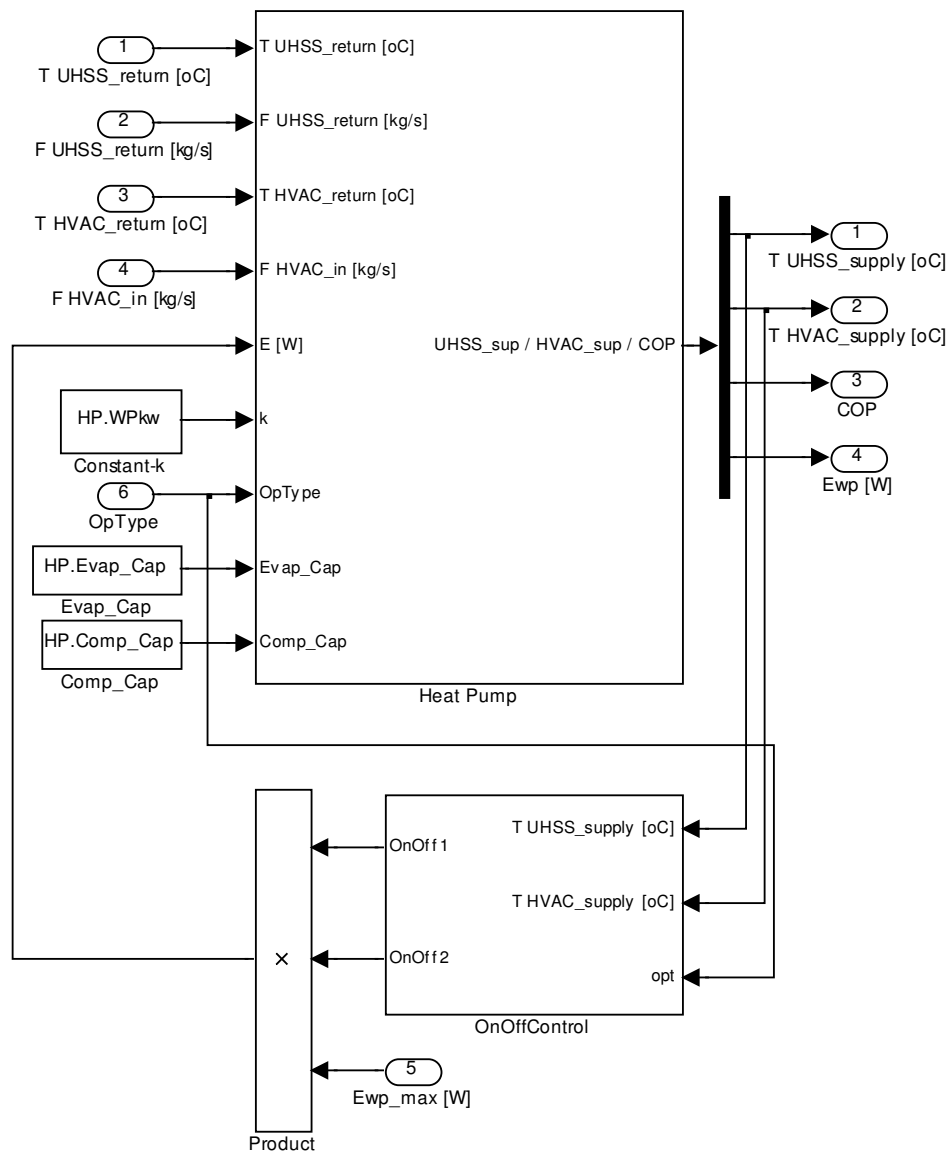 1
T UHSS_return [oC]
2
F UHSS_return [kg/s]
3
T HVAC_return [oC]
4
F HVAC_in [kg/s]
HP.WPkw
Constant-k
6
OpType
HP.Evap_Cap
Evap_Cap
HP.Comp_Cap
Comp_Cap
T UHSS_return [oC]
F UHSS_return [kg/s]
T HVAC_return [oC]
F HVAC_in [kg/s]
E [W]
k
OpType
Evap_Cap
Comp_Cap
UHSS_sup / HVAC_sup / COP
Heat Pump
1
T UHSS_supply [oC]
2
T HVAC_supply [oC]
3
COP
4
Ewp [W]
×
Product
OnOff1
OnOff2
T UHSS_supply [oC]
T HVAC_supply [oC]
opt
OnOffControl
5
Ewp_max [W]